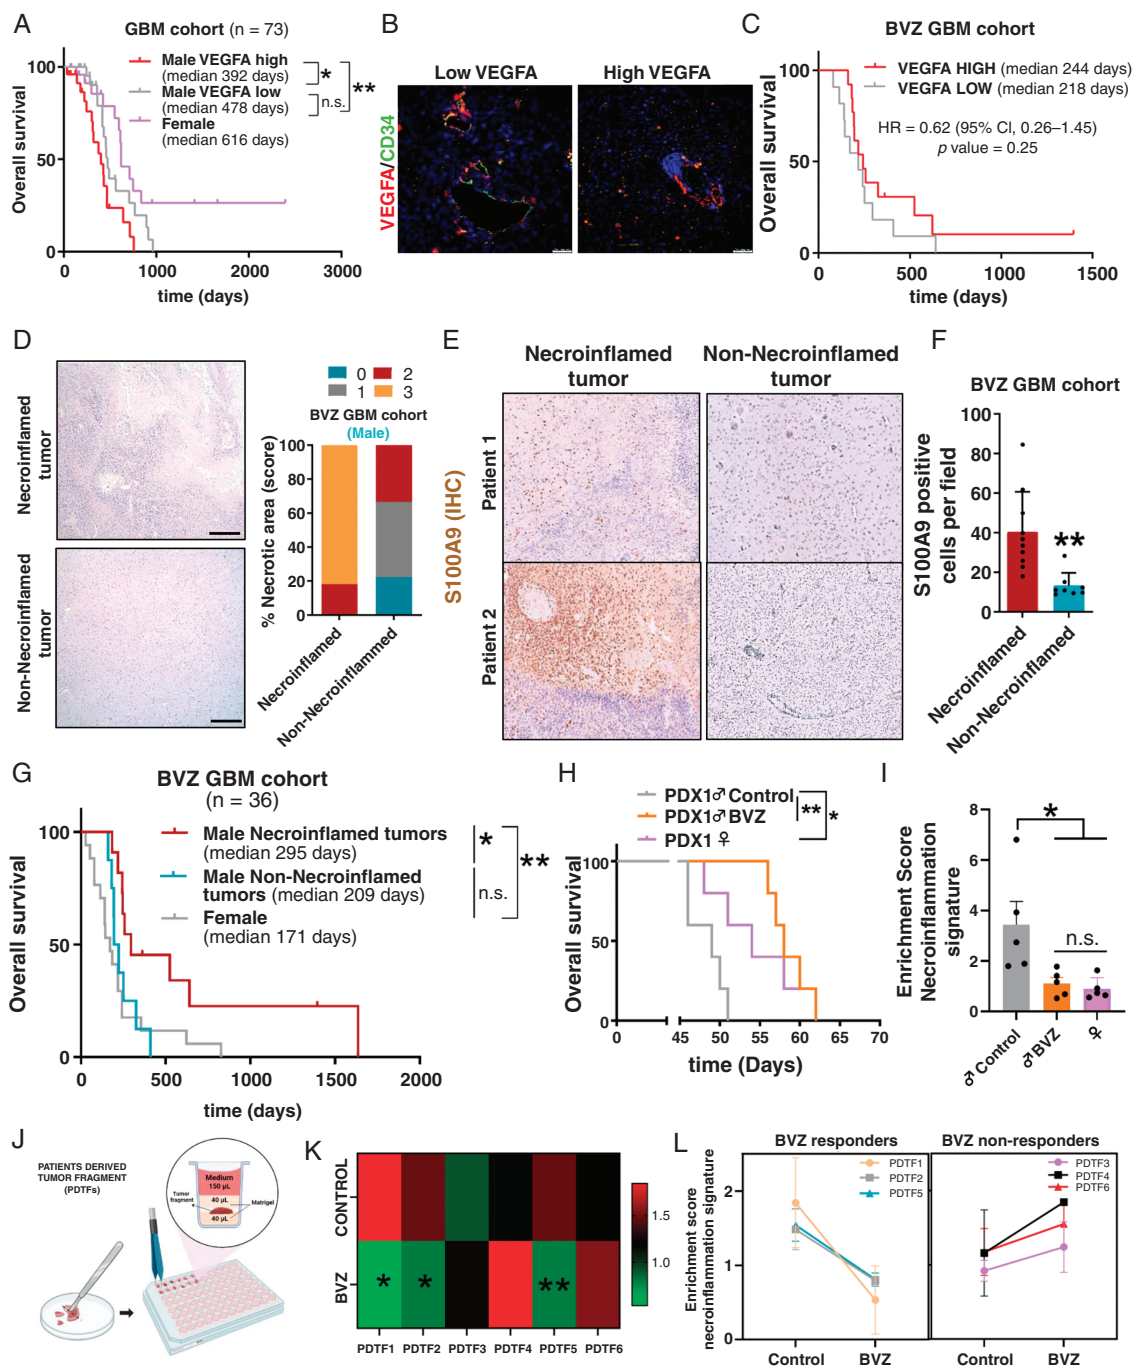 A
GBM cohort (n = 73)
Overall survival
100
50
0
0
1000
2000
3000
time (days)
Male VEGFA high
(median 392 days)
Male VEGFA low
(median 478 days)
Female
(median 616 days)
*
n.s.
**
B
Low VEGFA
High VEGFA
VEGFA/CD34
C
BVZ GBM cohort
Overall survival
100
50
0
0
500
1000
1500
time (days)
VEGFA HIGH (median 244 days)
VEGFA LOW (median 218 days)
HR = 0.62 (95% CI, 0.26–1.45)
p value = 0.25
D
Necroinflamed
tumor
Non-Necroinflamed
tumor
0
2
1
3
BVZ GBM cohort
(Male)
% Necrotic area (score)
100
80
60
40
20
0
Necroinflamed
Non-Necroinflammed
E
Necroinflamed
tumor
Non-Necroinflamed
tumor
S100A9 (IHC)
Patient 1
Patient 2
F
BVZ GBM cohort
S100A9 positive
cells per field
100
80
60
40
20
0
**
Necroinflamed
Non-Necroinflamed
G
BVZ GBM cohort
(n = 36)
Overall survival
100
50
0
0
500
1000
1500
2000
time (days)
Male Necroinflamed tumors
(median 295 days)
Male Non-Necroinflamed
tumors (median 209 days)
Female
(median 171 days)
*
n.s.
**
H
PDX1♂ Control
PDX1♂ BVZ
PDX1 ♀
**
*
Overall survival
100
50
0
0
45
50
55
60
65
70
time (Days)
I
Enrichment Score
Necroinflammation
signature
8
6
4
2
0
*
n.s.
♂ Control
♂ BVZ
♀
J
PATIENTS DERIVED
TUMOR FRAGMENT
(PDTFs)
Medium
150 µL
Tumor
fragment
40 µL
Matrigel
40 µL
K
CONTROL
BVZ
*
*
**
PDTF1
PDTF2
PDTF3
PDTF4
PDTF5
PDTF6
1.5
1.0
0.5
L
BVZ responders
BVZ non-responders
Enrichment score
necroinflammation signature
2
1
0
PDTF1
PDTF2
PDTF5
PDTF3
PDTF4
PDTF6
Control
BVZ
Control
BVZ